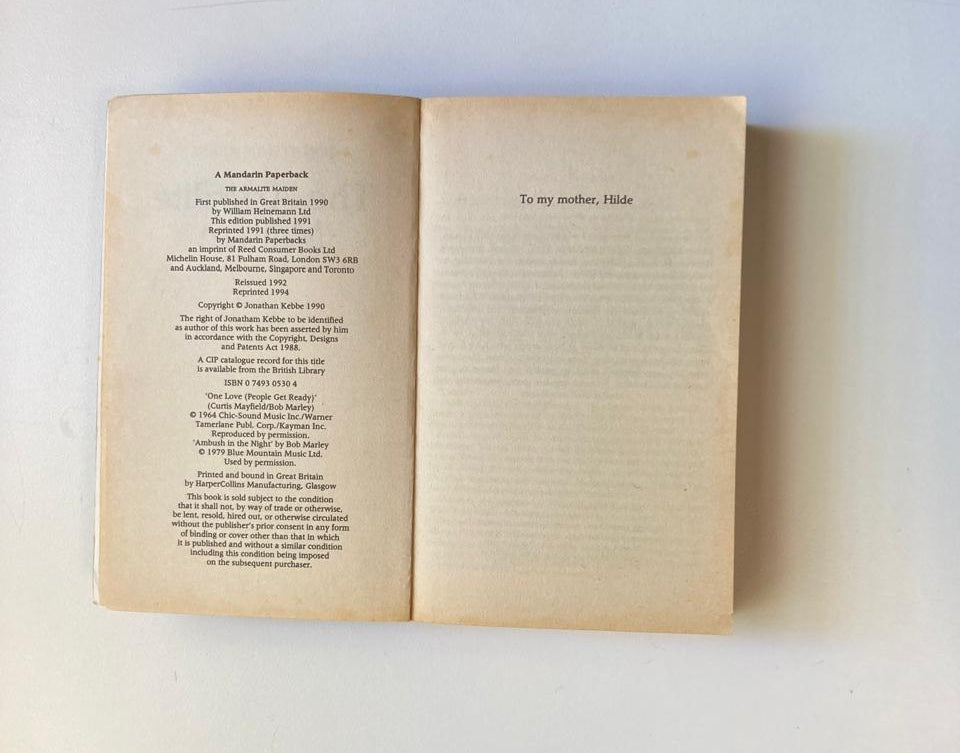 A Mandarin Paperback
THE ARMALITE MAIDEN
First published in Great Britain 1990
by William Heinemann Ltd
This edition published 1991
Reprinted 1991 (three times)
by Mandarin Paperbacks
an imprint of Reed Consumer Books Ltd
Michelin House, 81 Fulham Road, London SW3 6RB
and Auckland, Melbourne, Singapore and Toronto
Reissued 1992
Reprinted 1994
Copyright © Jonathan Kebbe 1990
The right of Jonatham Kebbe to be identified
as author of this work has been asserted by him
in accordance with the Copyright, Designs
and Patents Act 1988.
A CIP catalogue record for this title
is available from the British Library
ISBN 0 7493 0530 4
'One Love (People Get Ready)'
(Curtis Mayfield/Bob Marley)
© 1964 Chic-Sound Music Inc./Warner
Tamerlane Publ. Corp./Kayman Inc.
Reproduced by permission.
'Ambush in the Night' by Bob Marley
© 1979 Blue Mountain Music Ltd.
Used by permission.
Printed and bound in Great Britain
by HarperCollins Manufacturing, Glasgow
This book is sold subject to the condition
that it shall not, by way of trade or otherwise,
be lent, resold, hired out, or otherwise circulated
without the publisher's prior consent in any form
of binding or cover other than that in which
it is published and without a similar condition
including this condition being imposed
on the subsequent purchaser.
To my mother, Hilde